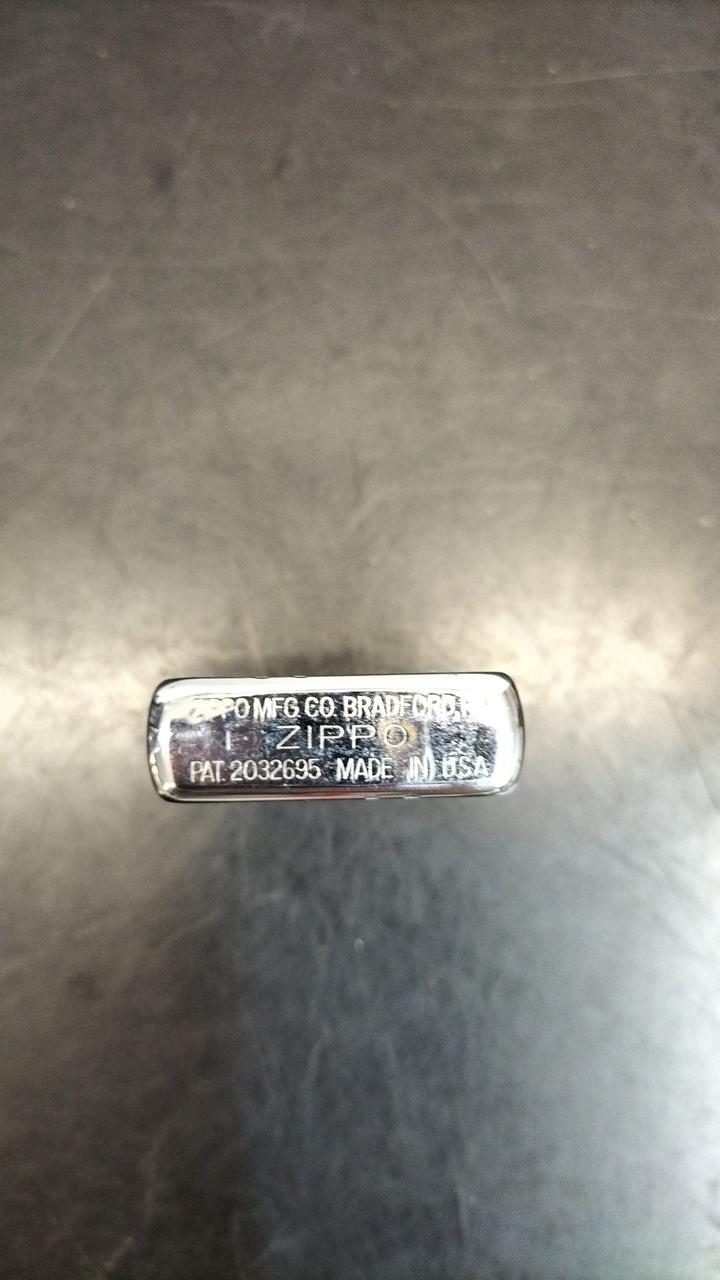 ZIPPO MFG. CO. BRADFORD,
I ZIPPO
PAT. 2032695 MADE IN U.S.A